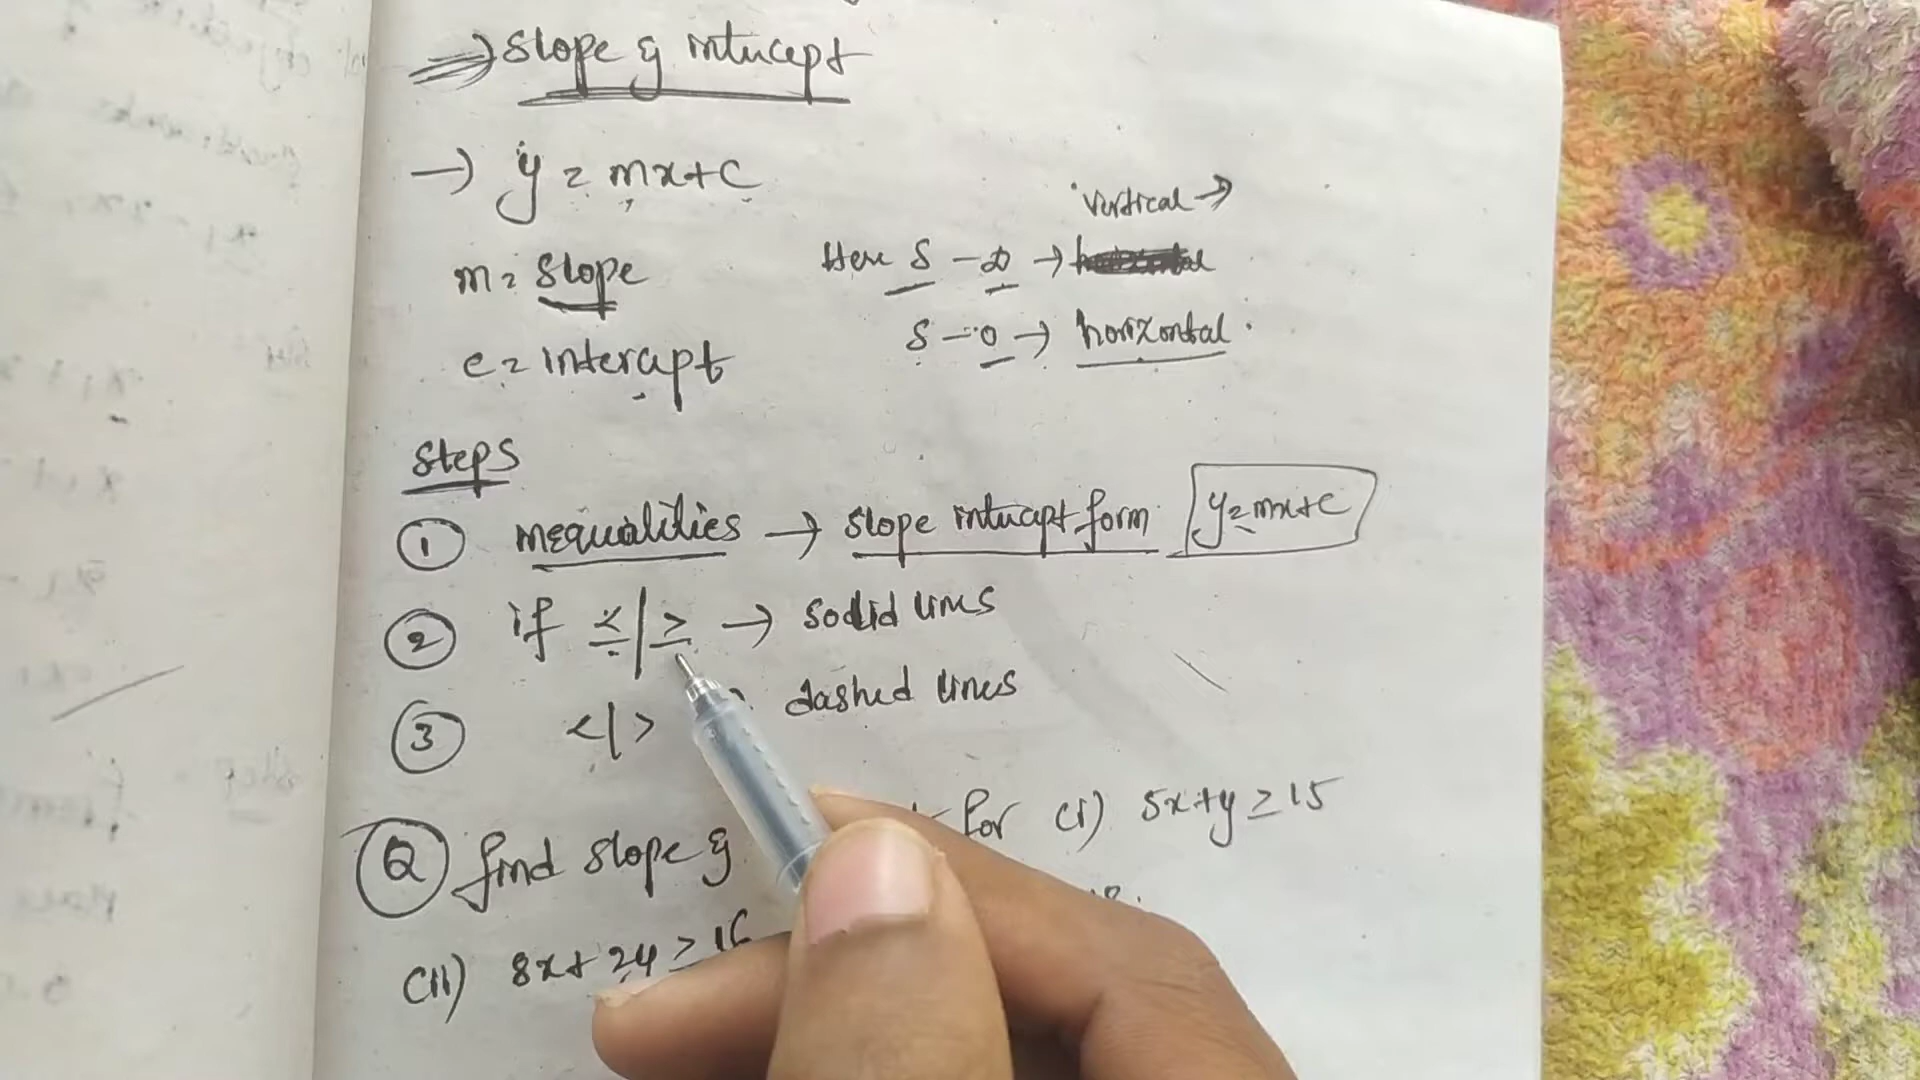 → Slope & intercept
→ y = mx+c
m = slope
c = intercept
vertical →
Here S - D →
S - 0 → horizontal.
Steps
① inequalities → slope intercept form y=mx+c
② if ≤ | ≥ → solid lines
③ < | > dashed lines
Q find slope & for (i) 5x+y ≥ 15
(ii) 8x+2y ≥ 16